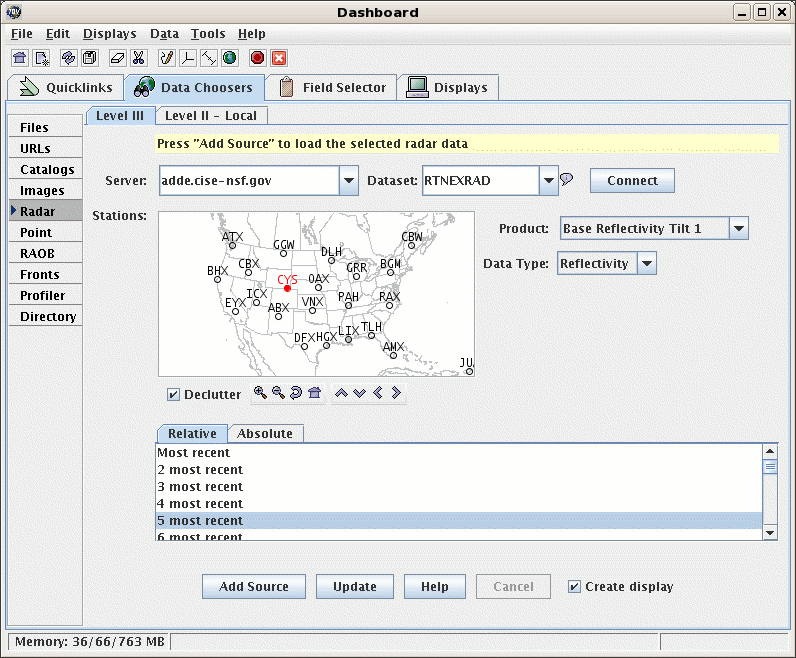 Dashboard
File Edit Displays Data Tools Help
Quicklinks Data Choosers Field Selector Displays
Level III Level II - Local
Files
URLs
Catalogs
Images
Radar
Point
RAOB
Fronts
Profiler
Directory
Press "Add Source" to load the selected radar data
Server: adde.cise-nsf.gov Dataset: RTNEXRAD Connect
Stations:
ATX CBW
GGW DLH
CBX GRR BGM
BHX CYS OAX
ICX PAH RAX
EYX ABX VNX
DFX HGX LIX TLH
AMX
JU
Product: Base Reflectivity Tilt 1
Data Type: Reflectivity
Declutter
Relative Absolute
Most recent
2 most recent
3 most recent
4 most recent
5 most recent
6 most recent
Add Source Update Help Cancel Create display
Memory: 36/66/763 MB